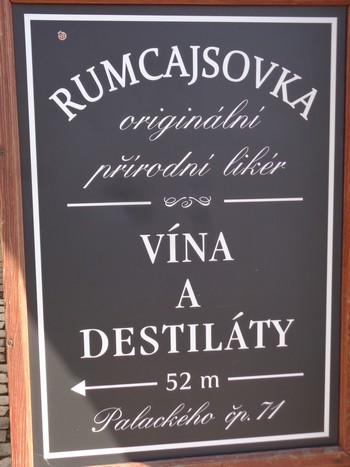 RUMCAJSOVKA
originální
přírodní likér
VÍNA
A
DESTILÁTY
52 m
Palackého čp. 71